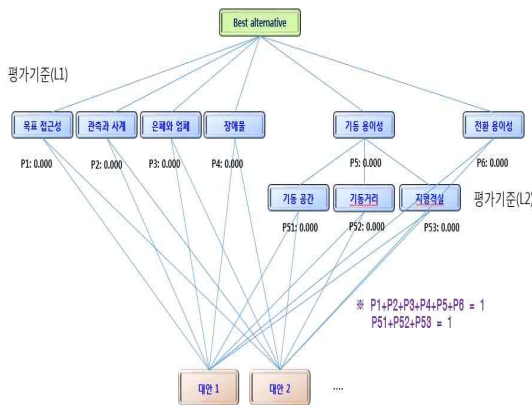 Best alternative
평가기준(L1)
목표 접근성
관측과 사계
은폐와 엄폐
장애물
기동 용이성
전환 용이성
P1: 0.000
P2: 0.000
P3: 0.000
P4: 0.000
P5: 0.000
P6: 0.000
기동 공간
기동거리
지형격실
평가기준(L2)
P51: 0.000
P52: 0.000
P53: 0.000
※ P1+P2+P3+P4+P5+P6 = 1
P51+P52+P53 = 1
대안 1
대안 2
....